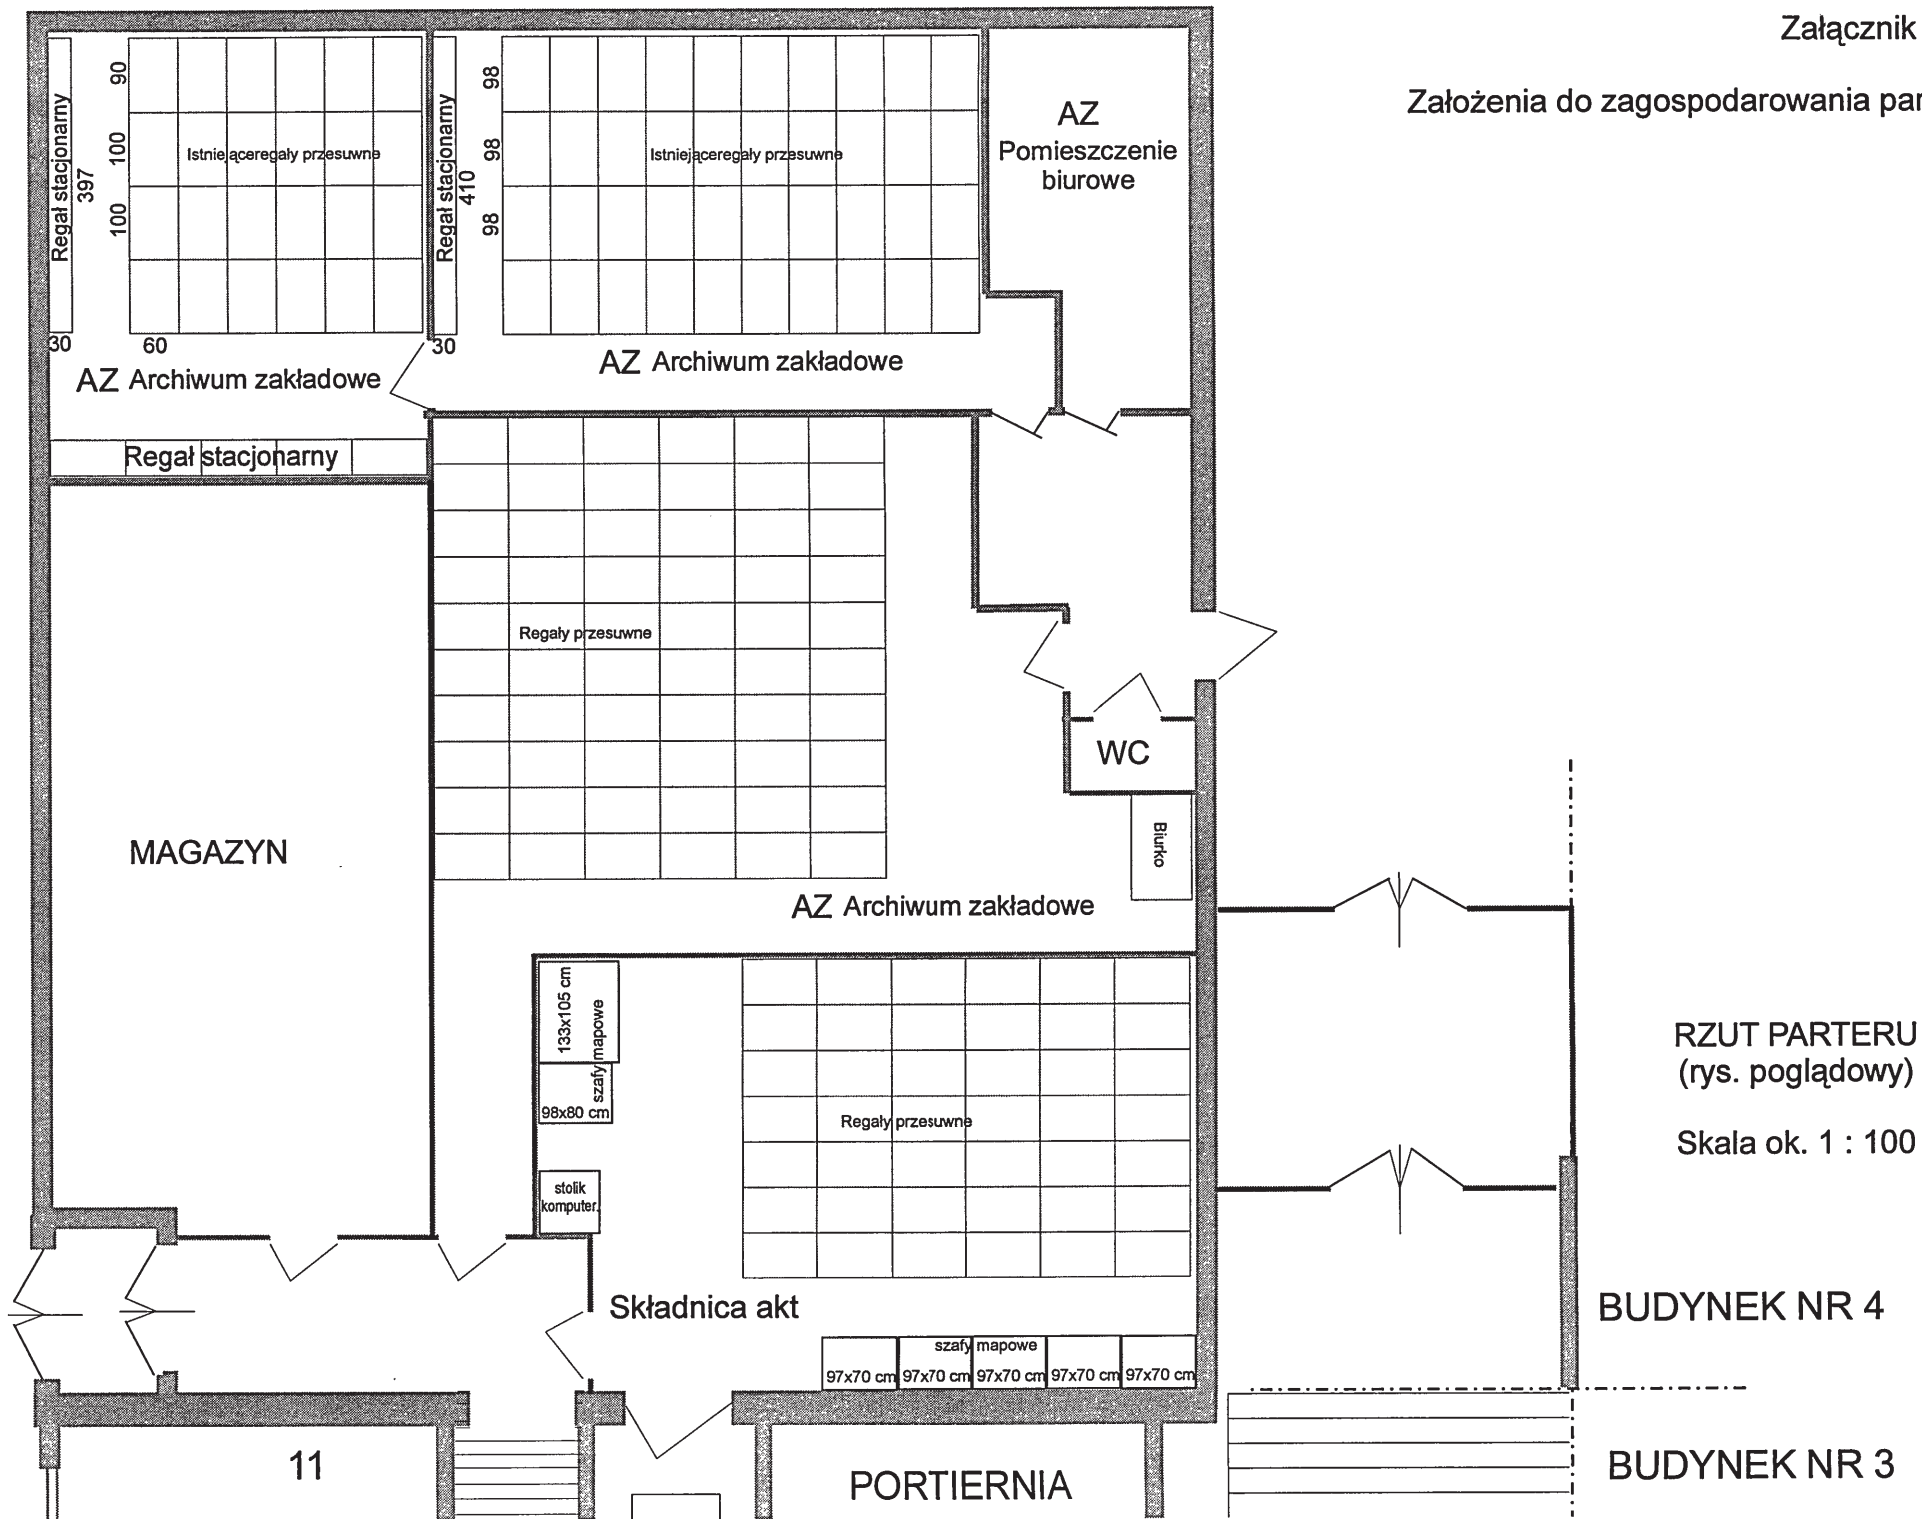 Załącznik
Założenia do zagospodarowania par
90
100
100
Regał stacjonarny
397
Istniejąceregały przesuwne
30
60
AZ Archiwum zakładowe
98
98
98
Regał stacjonarny
410
Istniejąceregały przesuwne
30
AZ Archiwum zakładowe
AZ
Pomieszczenie
biurowe
Regał stacjonarny
Regały przesuwne
WC
Biurko
MAGAZYN
AZ Archiwum zakładowe
133x105 cm
szafy mapowe
98x80 cm
stolik
komputer.
Regały przesuwne
Składnica akt
szafy mapowe
97x70 cm 97x70 cm 97x70 cm 97x70 cm 97x70 cm
RZUT PARTERU
(rys. poglądowy)
Skala ok. 1 : 100
BUDYNEK NR 4
BUDYNEK NR 3
11
PORTIERNIA